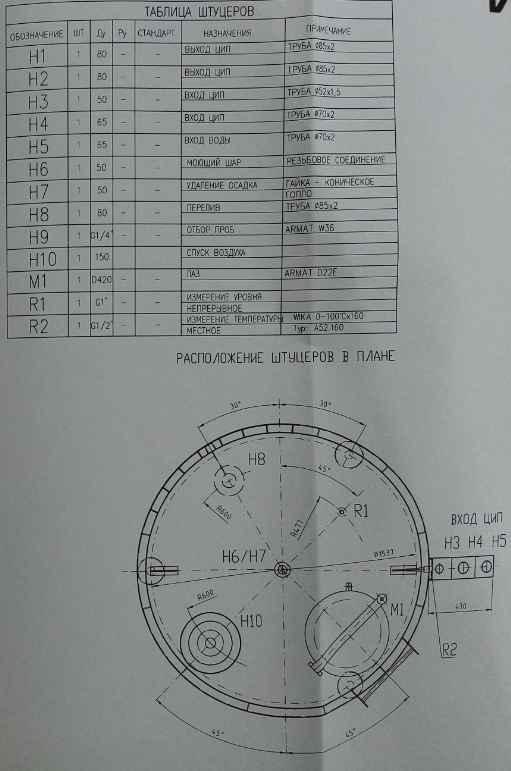 ТАБЛИЦА ШТУЦЕРОВ
ОБОЗНАЧЕНИЕ ШТ Ду Ру СТАНДАРТ НАЗНАЧЕНИЯ ПРИМЕЧАНИЕ
Н1 1 80 – – ВЫХОД ЦИП ТРУБА ø85х2
Н2 1 80 – – ВЫХОД ЦИП ТРУБА ø85х2
Н3 1 50 – – ВХОД ЦИП ТРУБА ø52х1,5
Н4 1 65 – – ВХОД ЦИП ТРУБА ø70х2
Н5 1 65 – – ВХОД ВОДЫ ТРУБА ø70х2
Н6 1 50 – – МОЮЩИЙ ШАР РЕЗЬБОВОЕ СОЕДИНЕНИЕ
Н7 1 50 – – УДАЛЕНИЕ ОСАДКА ГАЙКА – КОНИЧЕСКОЕ
ГОПЛО
Н8 1 80 – – ПЕРЕЛИВ ТРУБА ø85х2
Н9 1 G1/4" – – ОТБОР ПРОБ ARMAT W36
Н10 1 150 СПУСК ВОЗДУХА
М1 1 D420 – – ЛАЗ ARMAT D22E
R1 1 G1" – – ИЗМЕРЕНИЕ УРОВНЯ
НЕПРЕРЫВНОЕ
R2 1 G1/2" – – ИЗМЕРЕНИЕ ТЕМПЕРАТУРЫ WIKA 0-100°Cх160
МЕСТНОЕ Typ: A52.160
РАСПОЛОЖЕНИЕ ШТУЦЕРОВ В ПЛАНЕ
30° 30°
Н8
45°
R600
R477
R1
ВХОД ЦИП
Н3 Н4 Н5
Н6/Н7
ø1537
R600
430
Н10
М1
R2
45° 45°